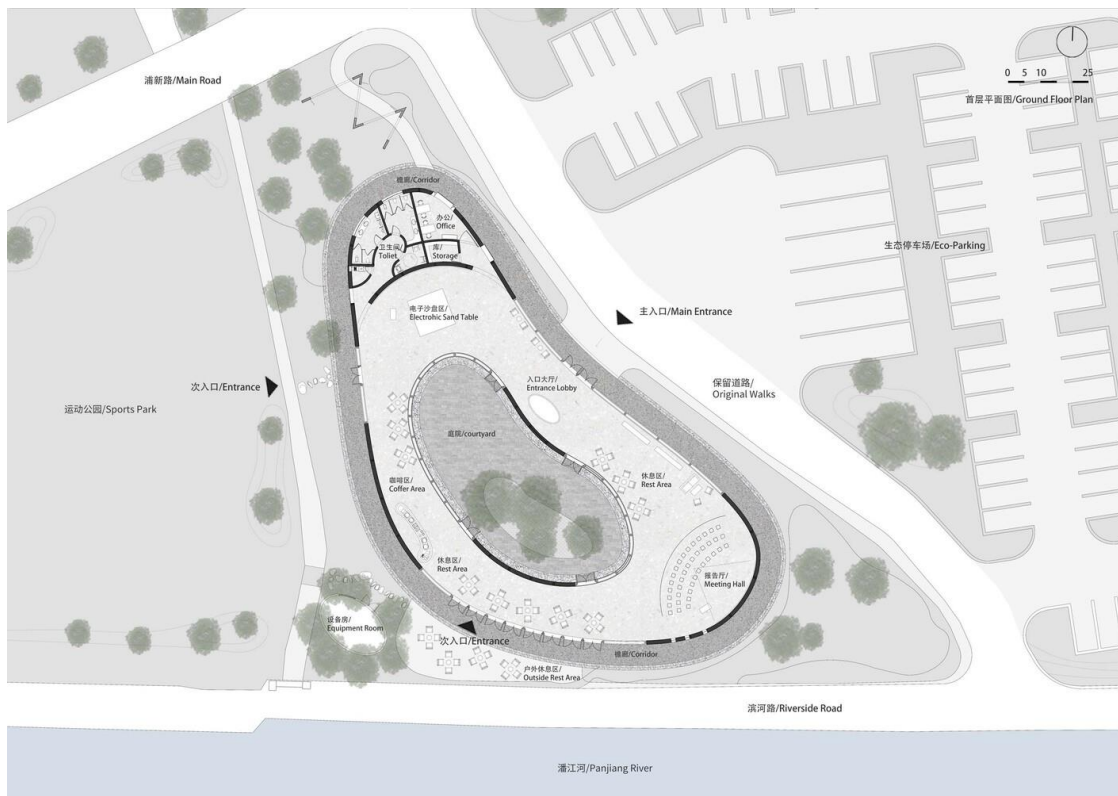 浦新路/Main Road
0 5 10 25
首层平面图/Ground Floor Plan
檐廊/Corridor
办公/
Office
卫生间/
Toliet
库/
Storage
生态停车场/Eco-Parking
电子沙盘区/
Electrohic Sand Table
主入口/Main Entrance
次入口/Entrance
入口大厅/
Entrance Lobby
保留道路/
Original Walks
运动公园/Sports Park
庭院/courtyard
咖啡区/
Coffer Area
休息区/
Rest Area
休息区/
Rest Area
报告厅/
Meeting Hall
设备房/
Equipment Room
次入口/Entrance
檐廊/Corridor
户外休息区/
Outside Rest Area
滨河路/Riverside Road
潘江河/Panjiang River